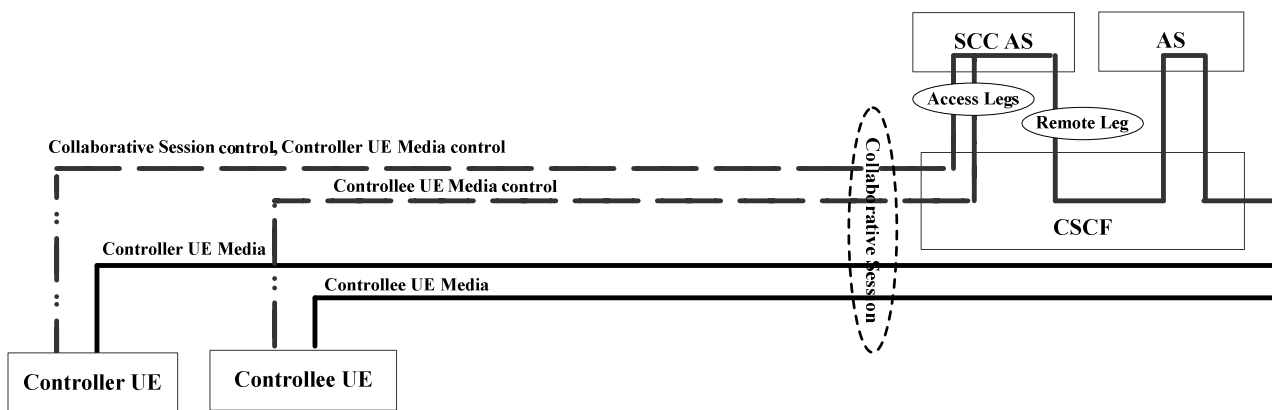 SCC AS
AS
Access Legs
Remote Leg
Collaborative Session control, Controller UE Media control
Controllee UE Media control
Collaborative Session
CSCF
Controller UE Media
Controllee UE Media
Controller UE
Controllee UE